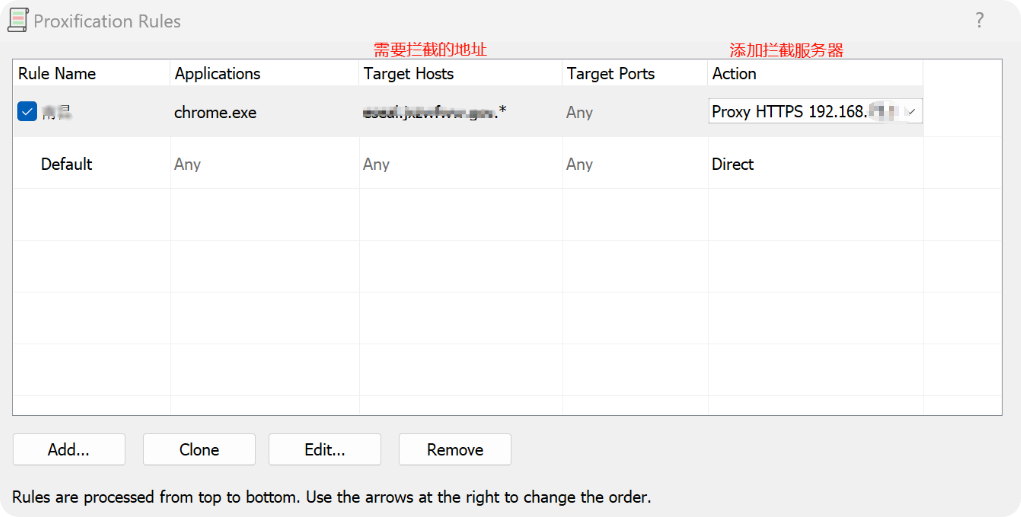 Proxification Rules
?
需要拦截的地址
添加拦截服务器
Rule Name Applications Target Hosts Target Ports Action
chrome.exe .* Any Proxy HTTPS 192.168.
Default Any Any Any Direct
Add... Clone Edit... Remove
Rules are processed from top to bottom. Use the arrows at the right to change the order.